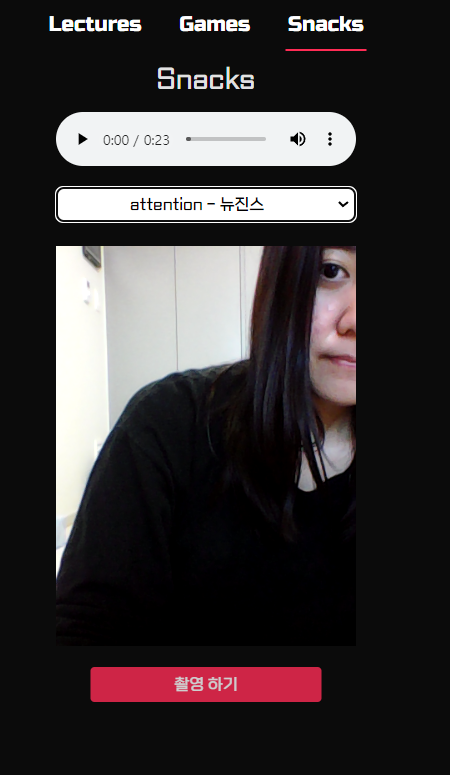 Lectures Games Snacks
Snacks
0:00 / 0:23
attention - 뉴진스
촬영 하기